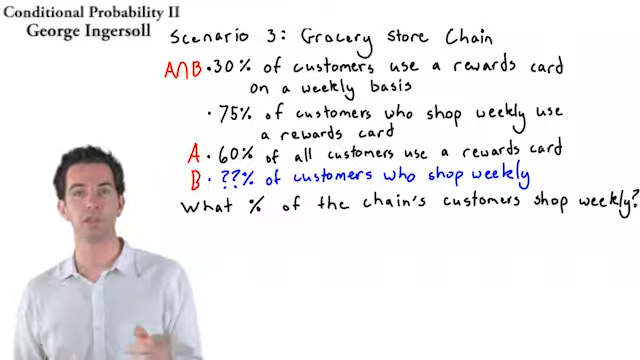 Conditional Probability II
George Ingersoll
Scenario 3: Grocery Store Chain
A∩B • 30% of customers use a rewards card
on a weekly basis
• 75% of customers who shop weekly use
a rewards card
A • 60% of all customers use a rewards card
B • ??% of customers who shop weekly
What % of the chain's customers shop weekly?